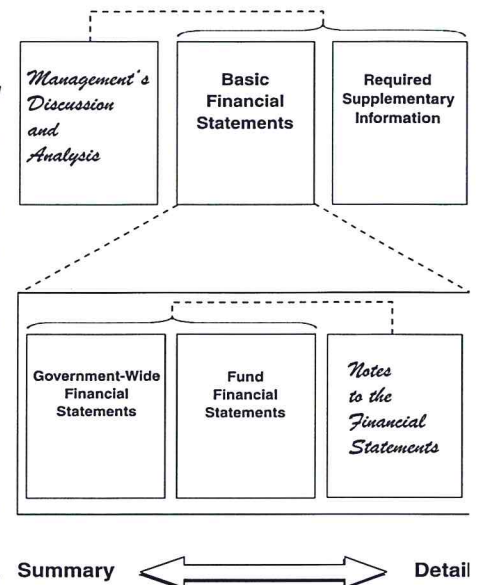 Management's
Discussion
and
Analysis
Basic
Financial
Statements
Required
Supplementary
Information
Government-Wide
Financial
Statements
Fund
Financial
Statements
Notes
to the
Financial
Statements
Summary
Detail